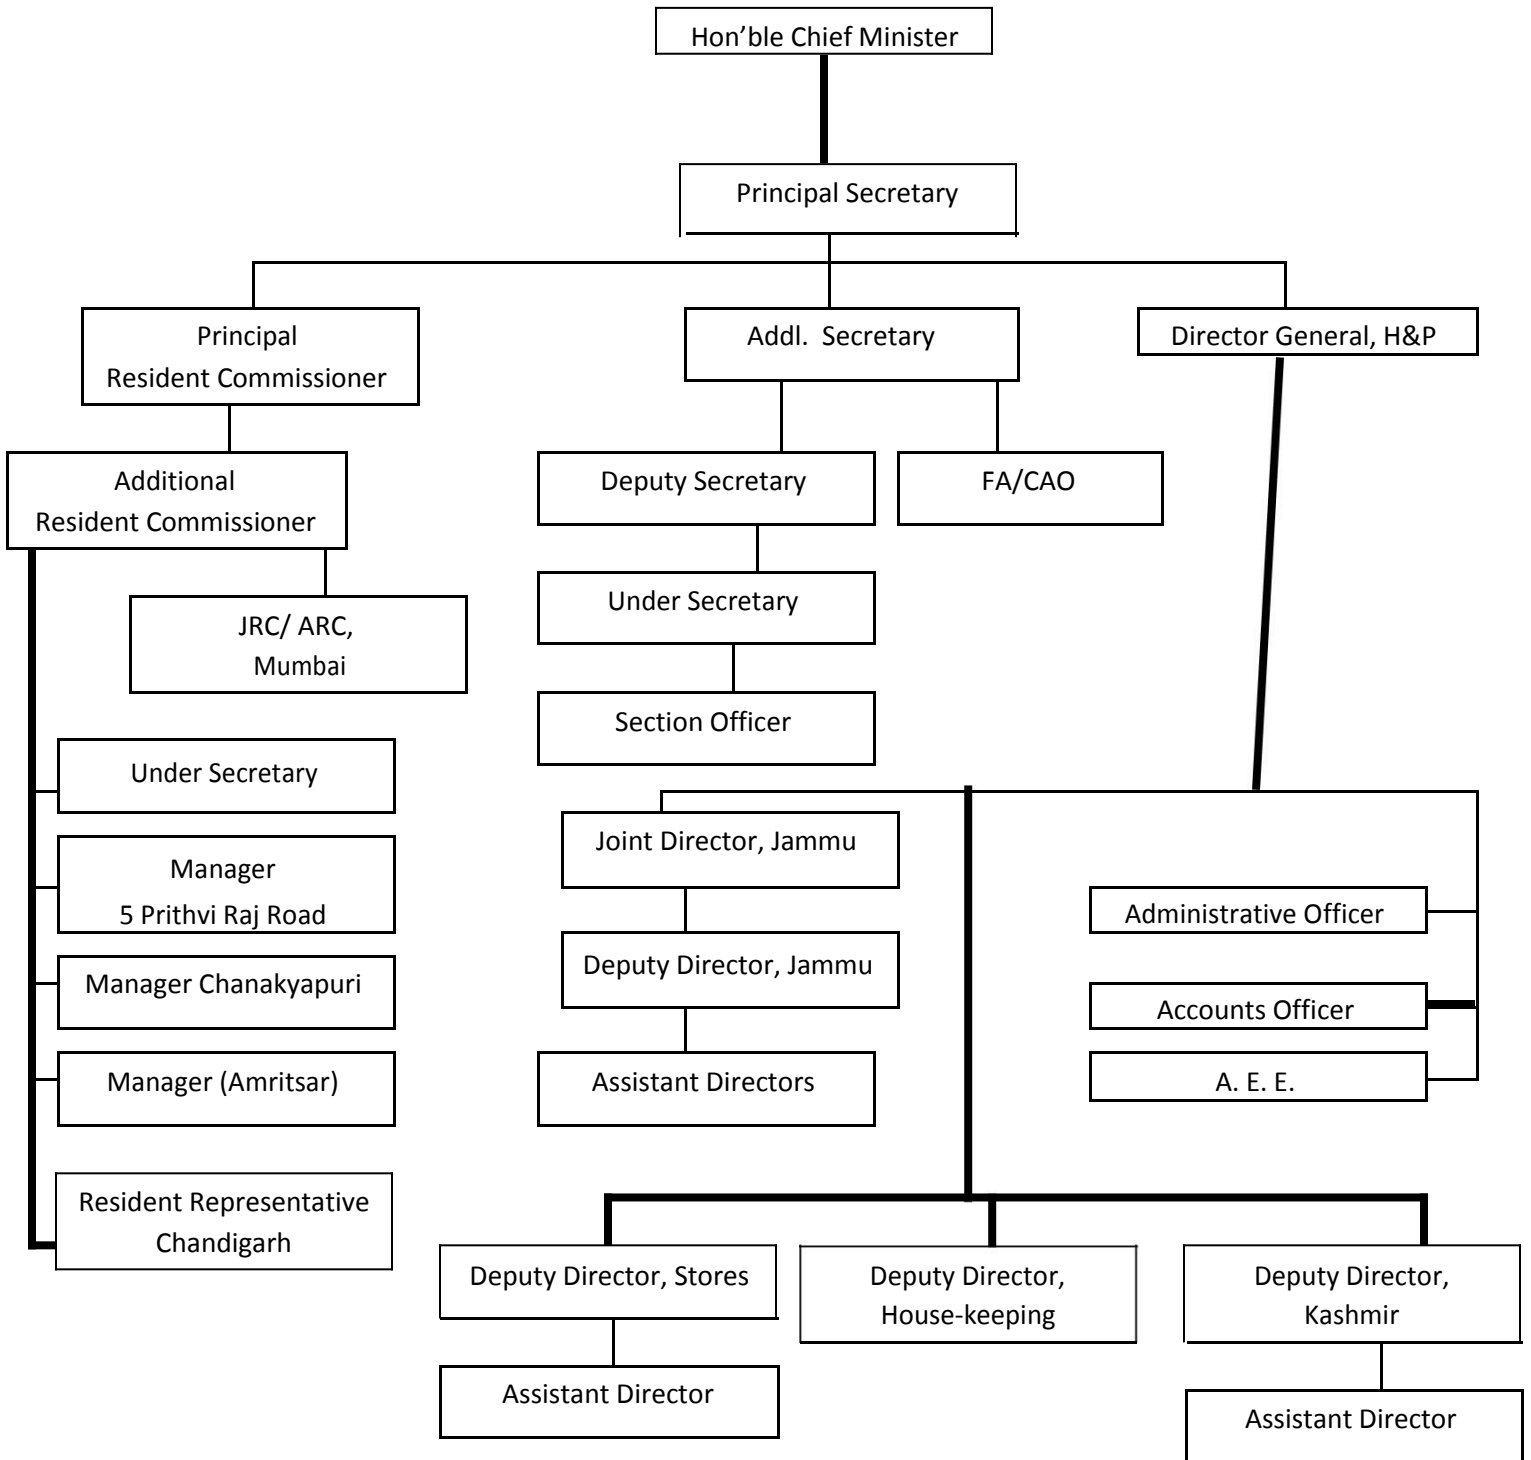 Hon’ble Chief Minister
Principal Secretary
Principal
Resident Commissioner
Addl. Secretary
Director General, H&P
Additional
Resident Commissioner
Deputy Secretary
FA/CAO
JRC/ ARC,
Mumbai
Under Secretary
Section Officer
Under Secretary
Manager
5 Prithvi Raj Road
Manager Chanakyapuri
Manager (Amritsar)
Resident Representative
Chandigarh
Joint Director, Jammu
Deputy Director, Jammu
Assistant Directors
Administrative Officer
Accounts Officer
A. E. E.
Deputy Director, Stores
Deputy Director,
House-keeping
Deputy Director,
Kashmir
Assistant Director
Assistant Director